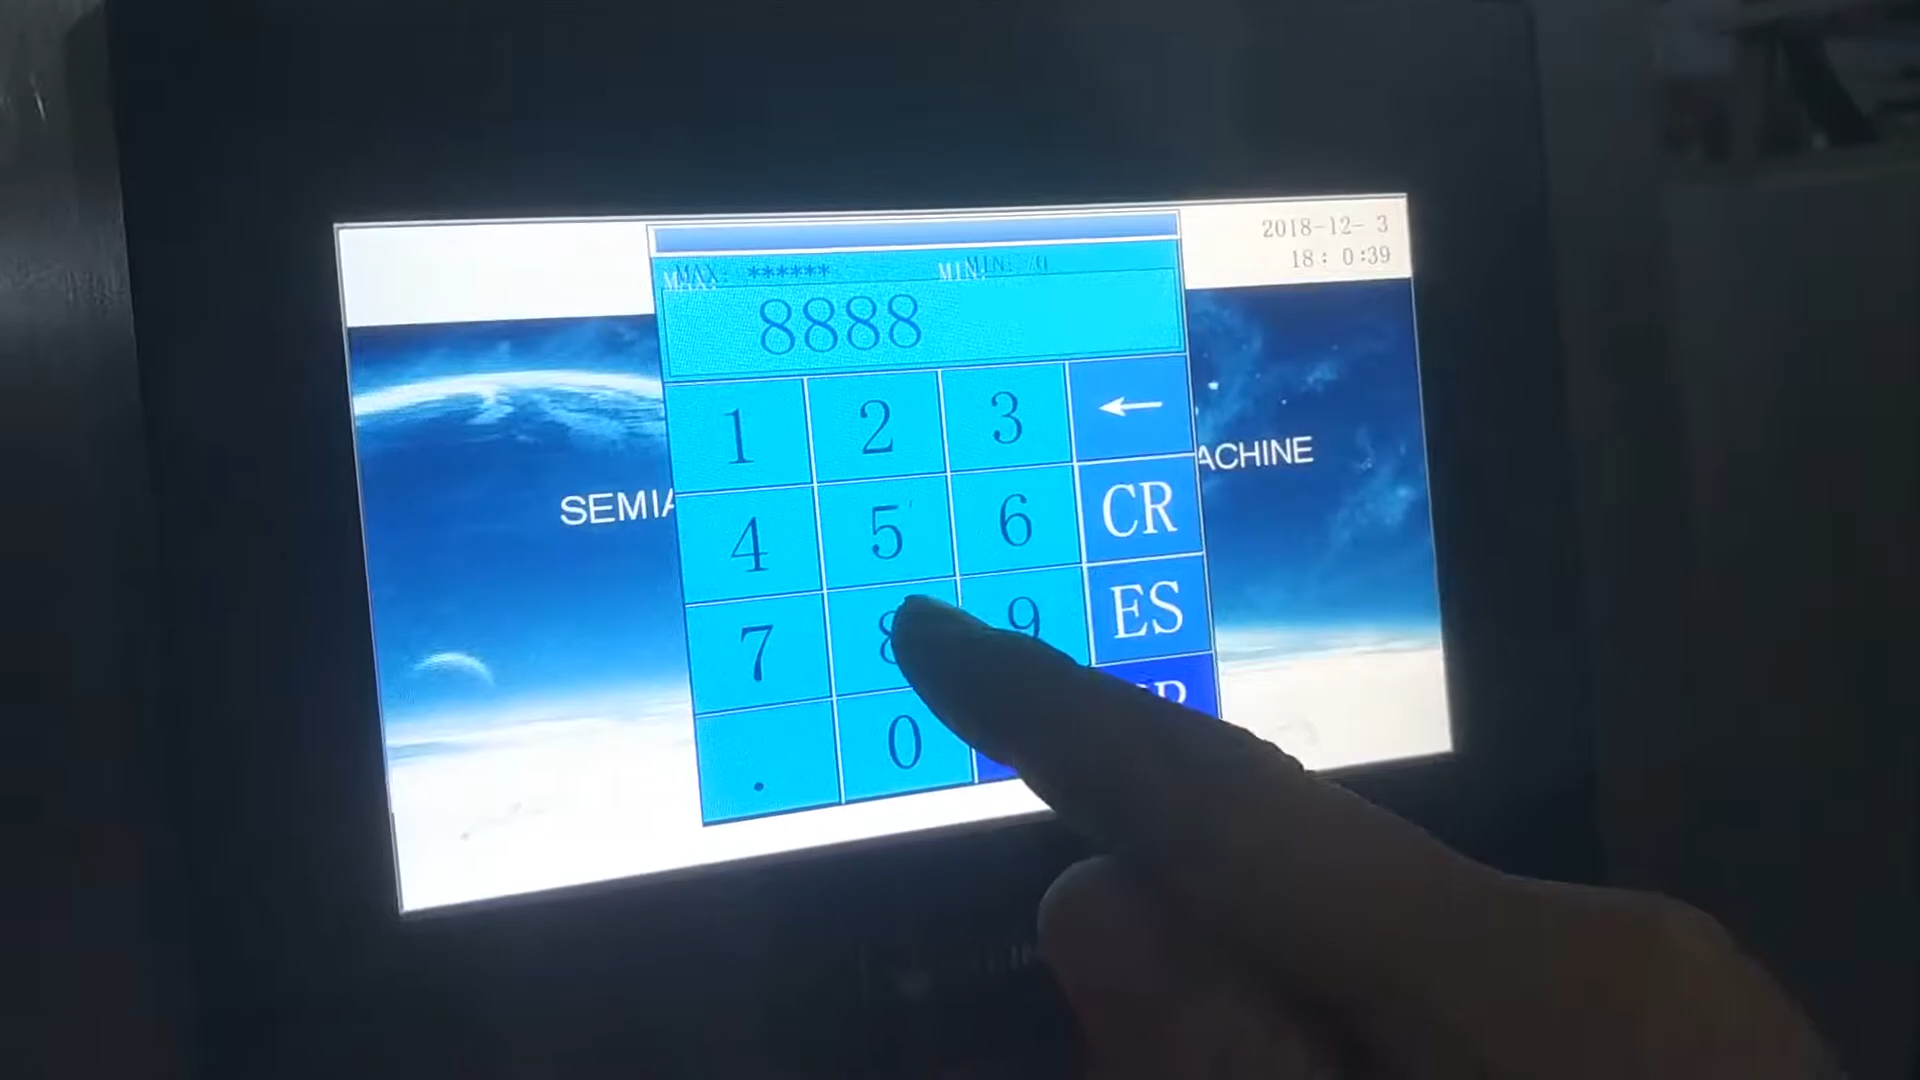 2018-12- 3
18: 0:39
MAX: ****** MIN: 0
8888
1 2 3 ←
4 5 6 CR
7 8 9 ES
. 0
SEMIA
ACHINE